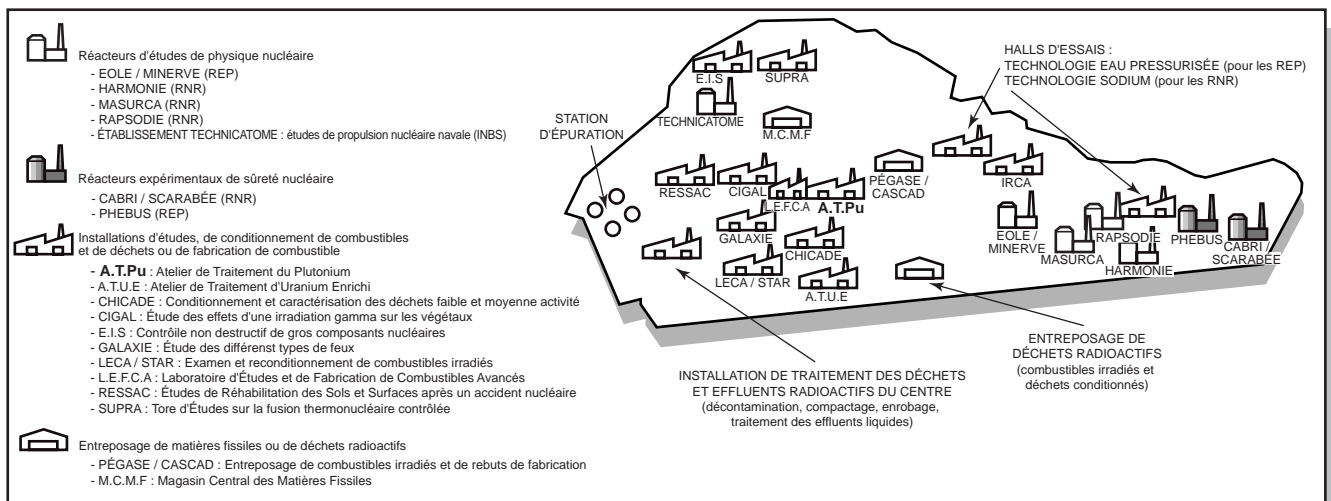 Réacteurs d'études de physique nucléaire
- EOLE / MINERVE (REP)
- HARMONIE (RNR)
- MASURCA (RNR)
- RAPSODIE (RNR)
- ÉTABLISSEMENT TECHNICATOME : études de propulsion nucléaire navale (INBS)
Réacteurs expérimentaux de sûreté nucléaire
- CABRI / SCARABÉE (RNR)
- PHEBUS (REP)
Installations d'études, de conditionnement de combustibles
et de déchets ou de fabrication de combustible
- A.T.Pu : Atelier de Traitement du Plutonium
- A.T.U.E : Atelier de Traitement d'Uranium Enrichi
- CHICADE : Conditionnement et caractérisation des déchets faible et moyenne activité
- CIGAL : Étude des effets d'une irradiation gamma sur les végétaux
- E.I.S : Contrôile non destructif de gros composants nucléaires
- GALAXIE : Étude des différenst types de feux
- LECA / STAR : Examen et reconditionnement de combustibles irradiés
- L.E.F.C.A : Laboratoire d'Études et de Fabrication de Combustibles Avancés
- RESSAC : Études de Réhabilitation des Sols et Surfaces après un accident nucléaire
- SUPRA : Tore d'Études sur la fusion thermonucléaire contrôlée
Entreposage de matières fissiles ou de déchets radioactifs
- PÉGASE / CASCAD : Entreposage de combustibles irradiés et de rebuts de fabrication
- M.C.M.F : Magasin Central des Matières Fissiles
E.I.S
SUPRA
HALLS D'ESSAIS :
TECHNOLOGIE EAU PRESSURISÉE (pour les REP)
TECHNOLOGIE SODIUM (pour les RNR)
STATION
D'ÉPURATION
TECHNICATOME
M.C.M.F
RESSAC
CIGAL
L.E.F.C.A
A.T.Pu
PÉGASE /
CASCAD
IRCA
GALAXIE
CHICADE
EOLE /
MINERVE
MASURCA
RAPSODIE
HARMONIE
PHEBUS
CABRI /
SCARABÉE
LECA / STAR
A.T.U.E
INSTALLATION DE TRAITEMENT DES DÉCHETS
ET EFFLUENTS RADIOACTIFS DU CENTRE
(décontamination, compactage, enrobage,
traitement des effluents liquides)
ENTREPOSAGE DE
DÉCHETS RADIOACTIFS
(combustibles irradiés et
déchets conditionnés)